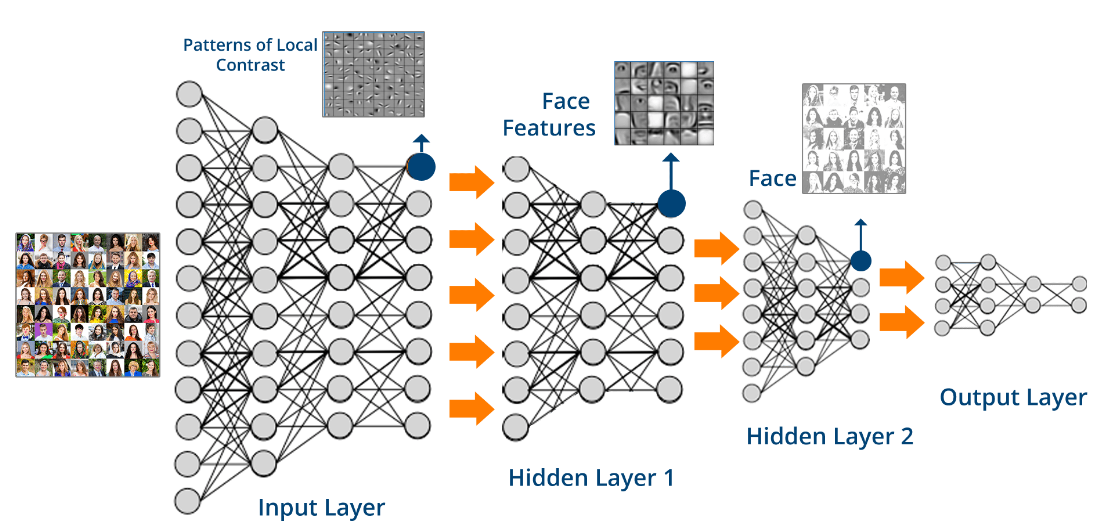 Patterns of Local
Contrast
Face
Features
Face
Input Layer
Hidden Layer 1
Hidden Layer 2
Output Layer